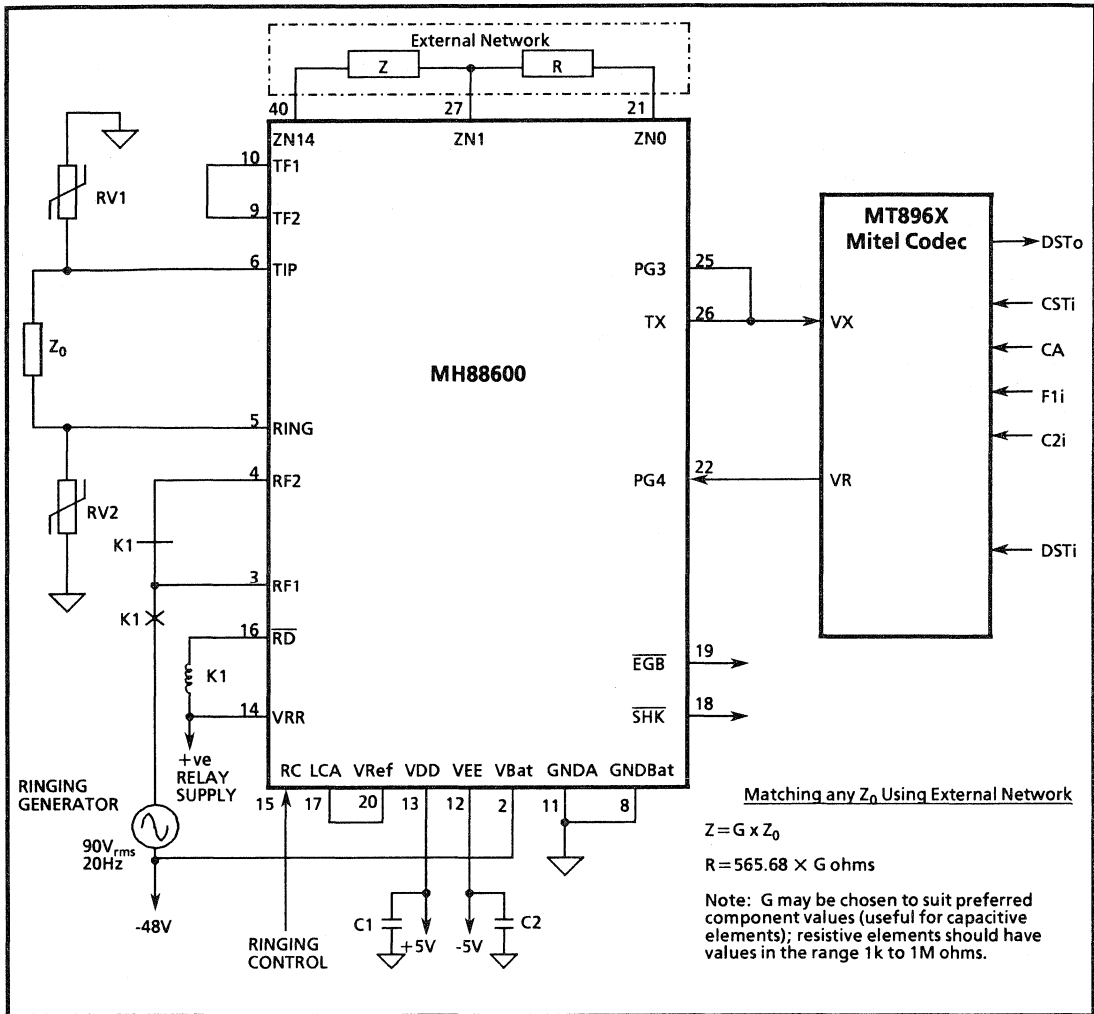 External Network
Z
R
40
27
21
ZN14
ZN1
ZN0
10
TF1
9
TF2
RV1
6
TIP
Z0
5
RING
4
RF2
RV2
K1
3
RF1
K1
16
RD
K1
14
VRR
+ve
RELAY
SUPPLY
MH88600
PG3
25
TX
26
PG4
22
EGB
19
SHK
18
MT896X
Mitel Codec
VX
VR
DSTo
CSTi
CA
F1i
C2i
DSTi
RC
LCA
VRef
VDD
VEE
VBat
GNDA
GNDBat
15
17
20
13
12
2
11
8
RINGING
GENERATOR
90Vrms
20Hz
-48V
RINGING
CONTROL
C1
+5V
-5V
C2
Matching any Z0 Using External Network
Z=G x Z0
R=565.68 × G ohms
Note: G may be chosen to suit preferred
component values (useful for capacitive
elements); resistive elements should have
values in the range 1k to 1M ohms.